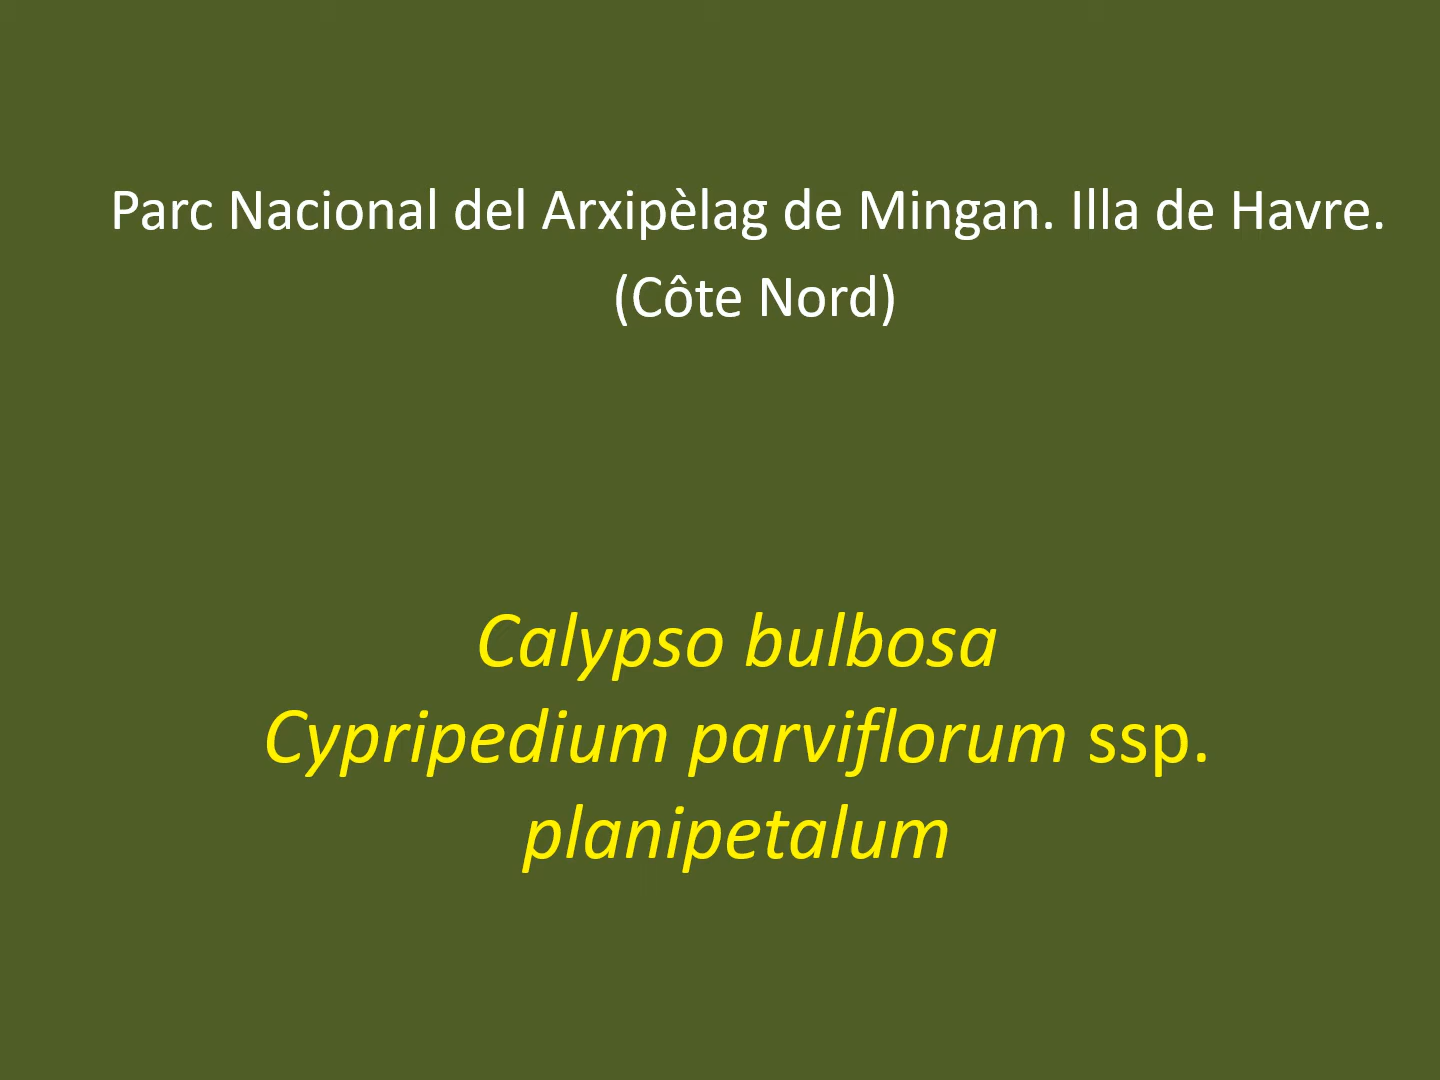 Parc Nacional del Arxipèlag de Mingan. Illa de Havre.
(Côte Nord)
Calypso bulbosa
Cypripedium parviflorum ssp.
planipetalum